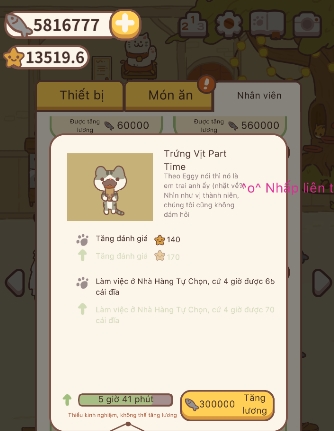 5816777
13519.6
Thiết bị
Món ăn
Nhân viên
Được tăng lương
60000
Được tăng lương
560000
Trứng Vịt Part
Time
Theo Eggy nói thì nó là
em trai anh ấy (nhặt về?)
Nhìn như vị thành niên,
chúng tôi cũng không
dám hỏi
^o^ Nhấp liên t
Tăng đánh giá 140
Tăng đánh giá 170
Làm việc ở Nhà Hàng Tự Chọn, cứ 4 giờ được 65
cái đĩa
Làm việc ở Nhà Hàng Tự Chọn, cứ 4 giờ được 70
cái đĩa
5 giờ 41 phút
Thiếu kinh nghiệm, không thể tăng lương
300000
Tăng
lương